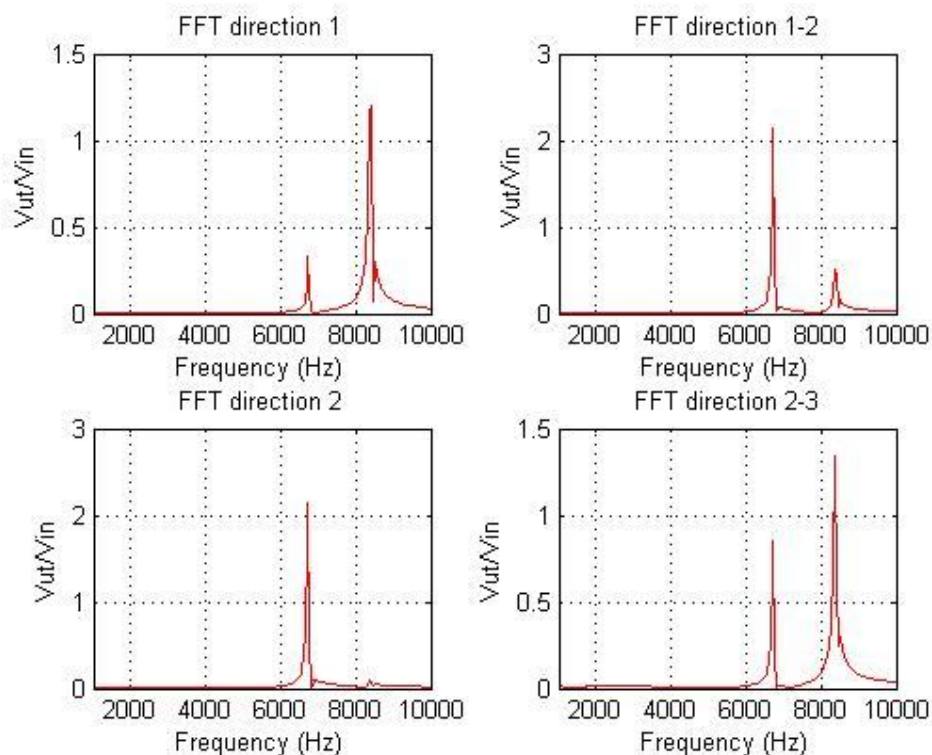 FFT direction 1
1.5
1
0.5
0
Vut/Vin
2000 4000 6000 8000 10000
Frequency (Hz)
FFT direction 1-2
3
2
1
0
Vut/Vin
2000 4000 6000 8000 10000
Frequency (Hz)
FFT direction 2
3
2
1
0
Vut/Vin
2000 4000 6000 8000 10000
Frequency (Hz)
FFT direction 2-3
1.5
1
0.5
0
Vut/Vin
2000 4000 6000 8000 10000
Frequency (Hz)